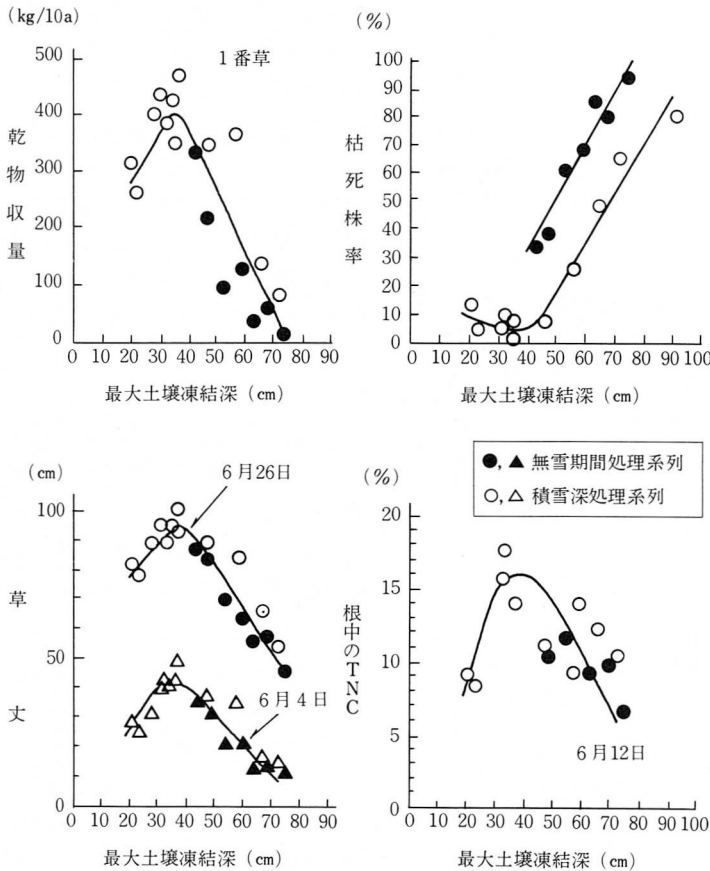 (kg/10a)
1番草
乾物収量
500
400
300
200
100
0
0 10 20 30 40 50 60 70 80 90
最大土壌凍結深 (cm)
(%)
枯死株率
100
90
80
70
60
50
40
30
20
10
0
0 10 20 30 40 50 60 70 80 90 100
最大土壌凍結深 (cm)
(cm)
6月26日
草丈
100
50
0
6月4日
0 10 20 30 40 50 60 70 80 90
最大土壌凍結深 (cm)
●, ▲ 無雪期間処理系列
○, △ 積雪深処理系列
(%)
根中のTNC
20
15
10
5
0
6月12日
0 10 20 30 40 50 60 70 80 90 100
最大土壌凍結深 (cm)